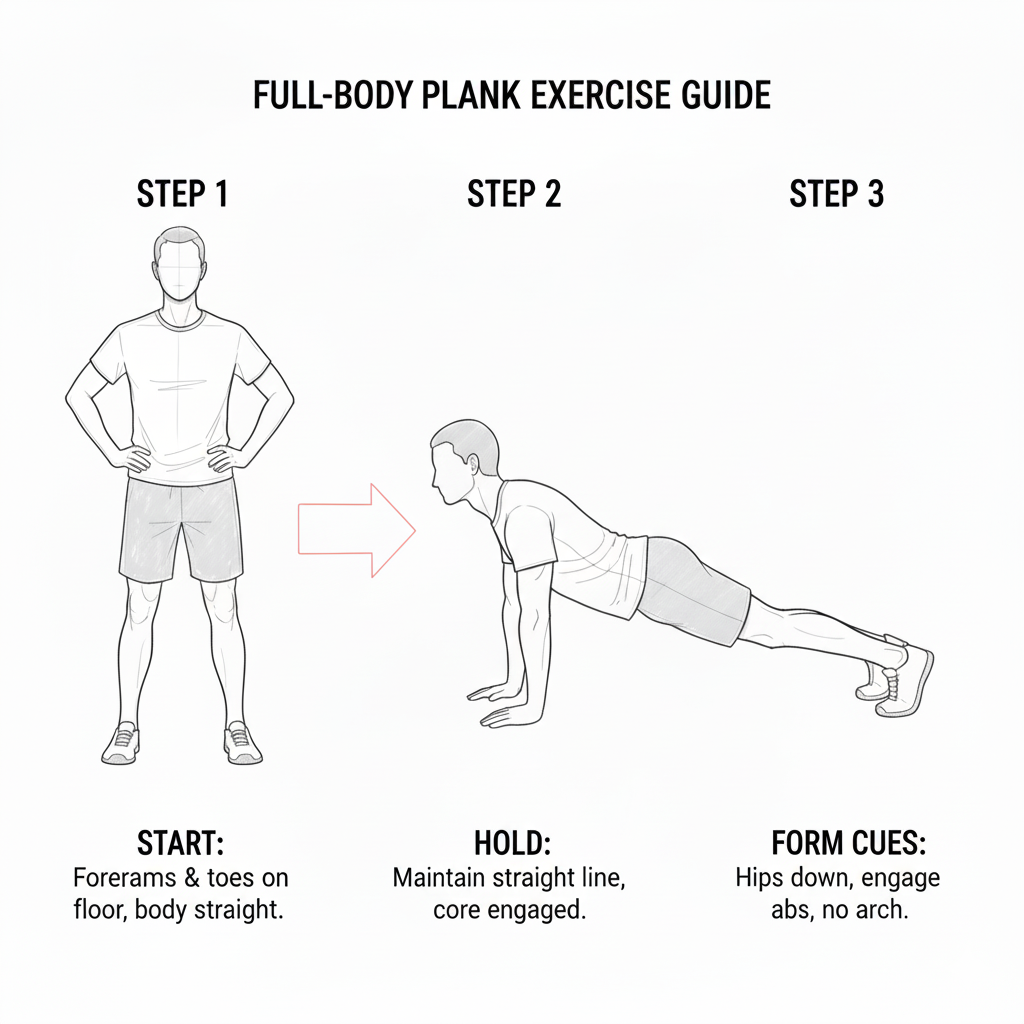 FULL-BODY PLANK EXERCISE GUIDE
STEP 1
STEP 2
STEP 3
START:
Forerams & toes on
floor, body straight.
HOLD:
Maintain straight line,
core engaged.
FORM CUES:
Hips down, engage
abs, no arch.